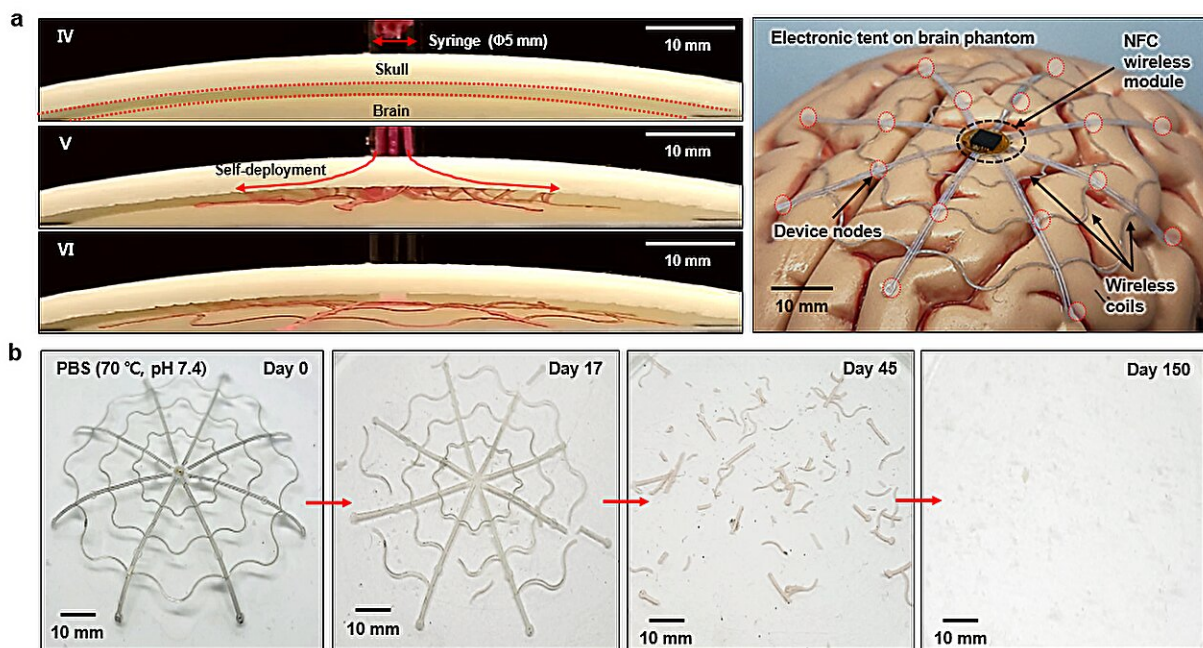 a
IV
Syringe (Φ5 mm)
10 mm
Skull
Brain
V
Self-deployment
10 mm
VI
10 mm
Electronic tent on brain phantom
NFC
wireless
module
Device nodes
Wireless
coils
10 mm
b
PBS (70 °C, pH 7.4)
Day 0
10 mm
Day 17
10 mm
Day 45
10 mm
Day 150
10 mm